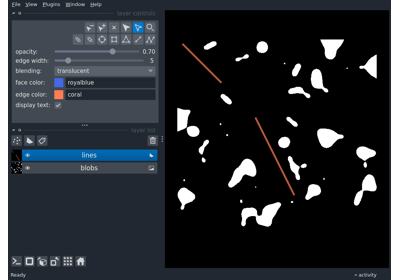 File View Plugins Window Help
layer controls
opacity: 0.70
edge width: 5
blending: translucent
face color: royalblue
edge color: coral
display text:
layer list
lines
blobs
Ready
activity